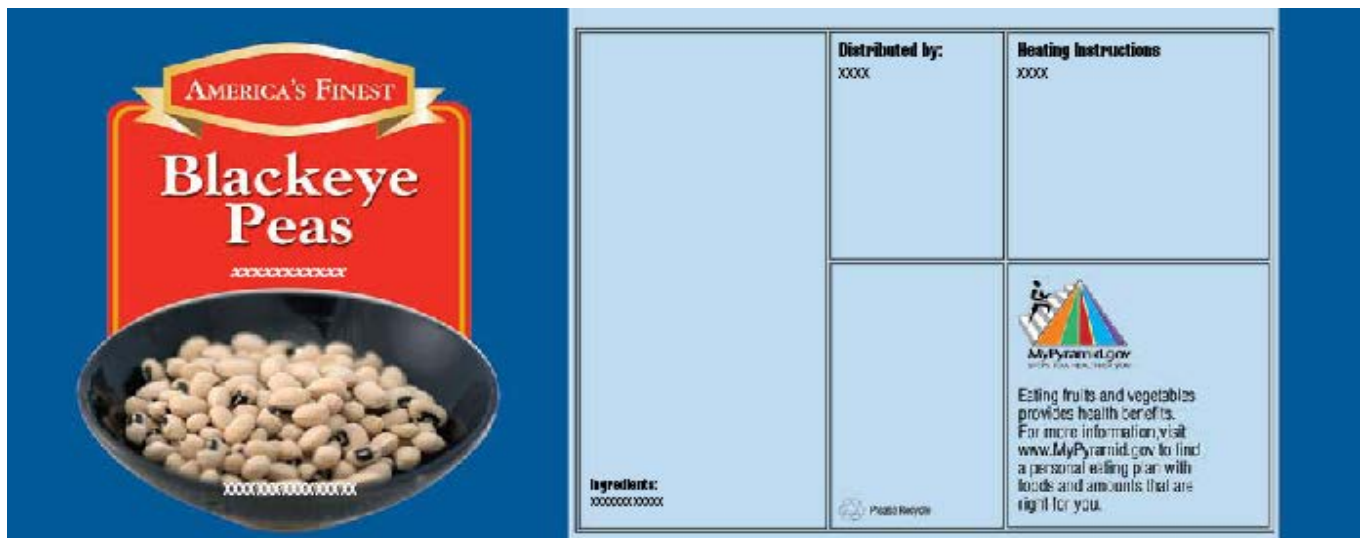 AMERICA'S FINEST
Blackeye
Peas
xxxxxxxxxxx
xxxxxxxxxxxxxxxx
Ingredients:
xxxxxxxxxxxx
Distributed by:
xxxx
Please Recycle
Heating Instructions
xxxx
MyPyramid.gov
Eating fruits and vegetables
provides health benefits.
For more information,visit
www.MyPyramid.gov to find
a personal eating plan with
foods and amounts that are
right for you.